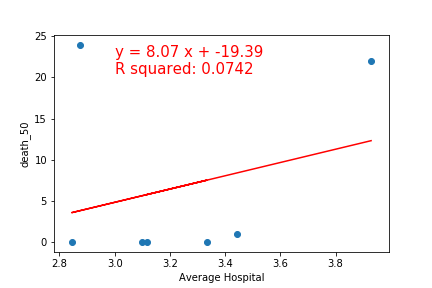 y = 8.07 x + -19.39
R squared: 0.0742
death_50
25
20
15
10
5
0
2.8 3.0 3.2 3.4 3.6 3.8
Average Hospital